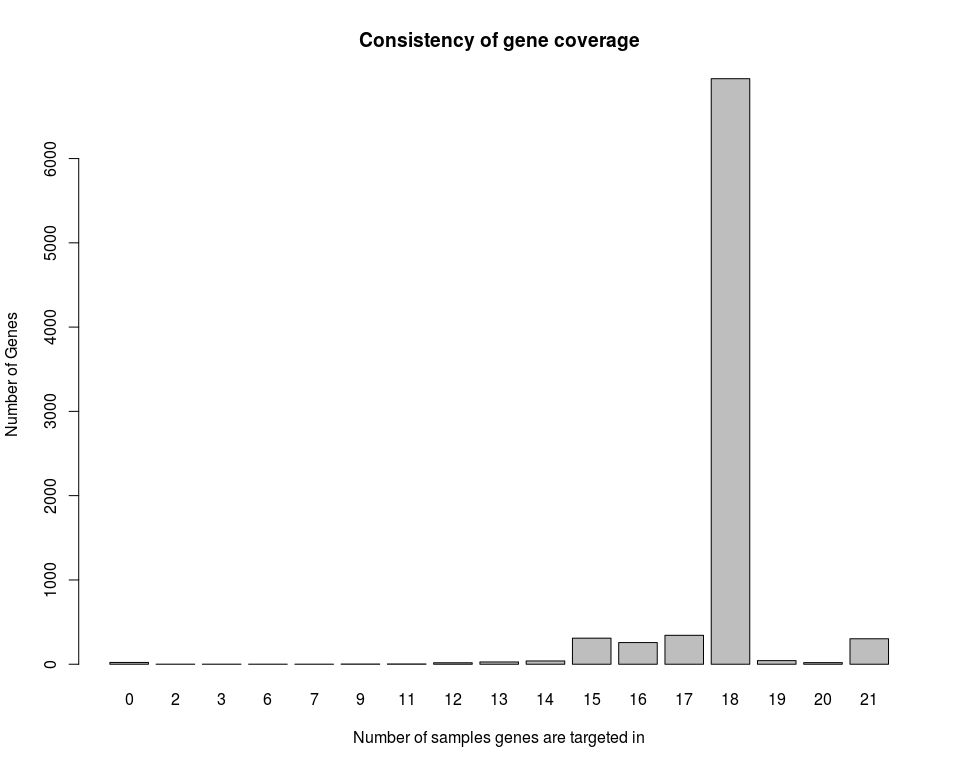 Consistency of gene coverage
Number of Genes
6000
5000
4000
3000
2000
1000
0
0 2 3 6 7 9 11 12 13 14 15 16 17 18 19 20 21
Number of samples genes are targeted in